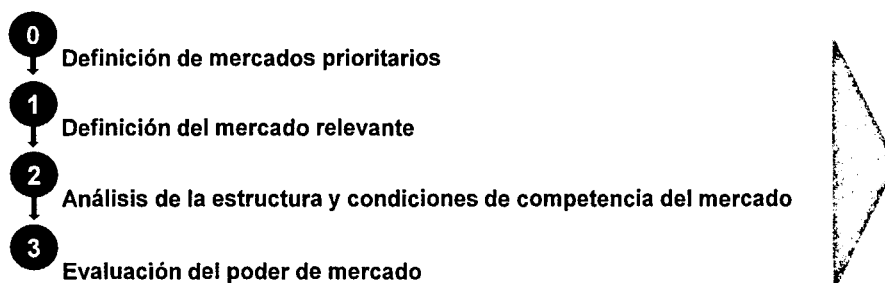 0
Definición de mercados prioritarios
1
Definición del mercado relevante
2
Análisis de la estructura y condiciones de competencia del mercado
3
Evaluación del poder de mercado